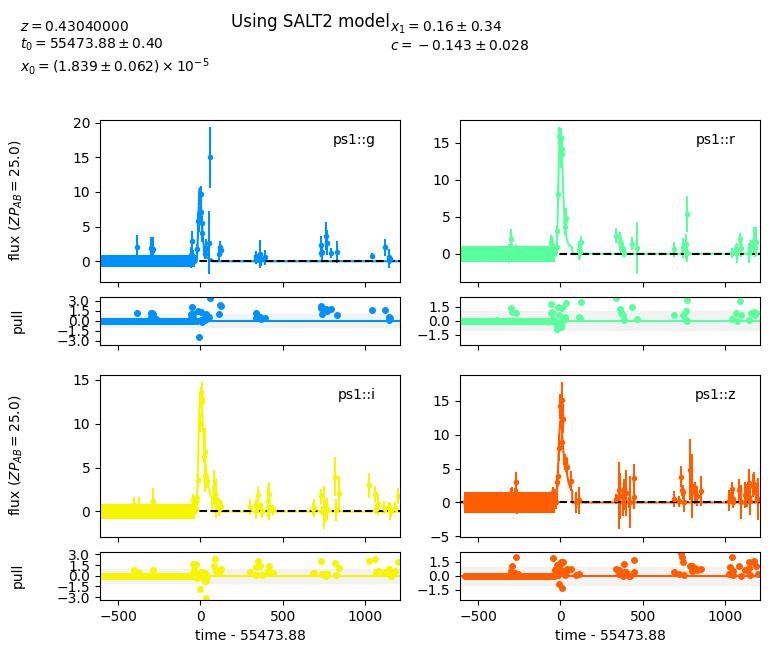 Using SALT2 model
z = 0.43040000
t₀ = 55473.88 ± 0.40
x₀ = (1.839 ± 0.062) × 10⁻⁵
x₁ = 0.16 ± 0.34
c = −0.143 ± 0.028
flux (ZP_AB = 25.0)
20
15
10
5
0
ps1::g
15
10
5
0
ps1::r
pull
3.0
1.5
0.0
−1.5
−3.0
1.5
0.0
−1.5
flux (ZP_AB = 25.0)
15
10
5
0
ps1::i
15
10
5
0
−5
ps1::z
pull
3.0
1.5
0.0
−1.5
−3.0
1.5
0.0
−1.5
−500 0 500 1000
−500 0 500 1000
time - 55473.88
time - 55473.88